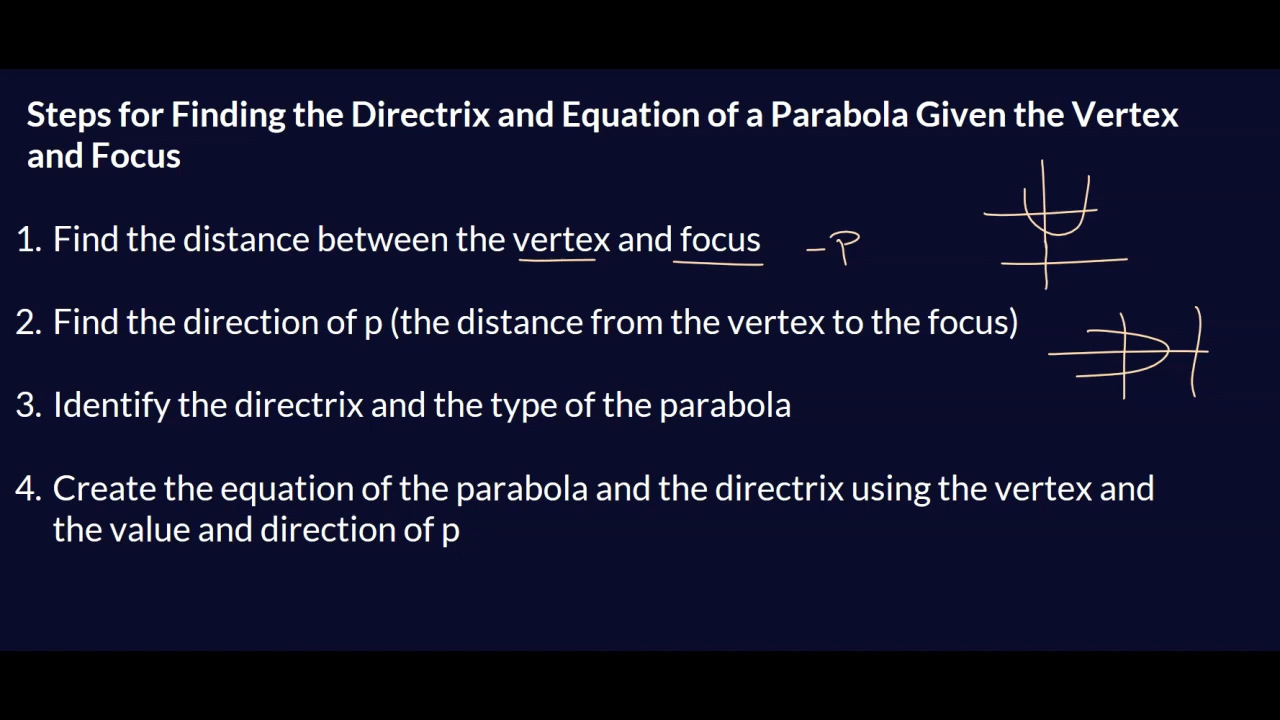 Steps for Finding the Directrix and Equation of a Parabola Given the Vertex
and Focus
1. Find the distance between the vertex and focus – P
2. Find the direction of p (the distance from the vertex to the focus)
3. Identify the directrix and the type of the parabola
4. Create the equation of the parabola and the directrix using the vertex and
the value and direction of p